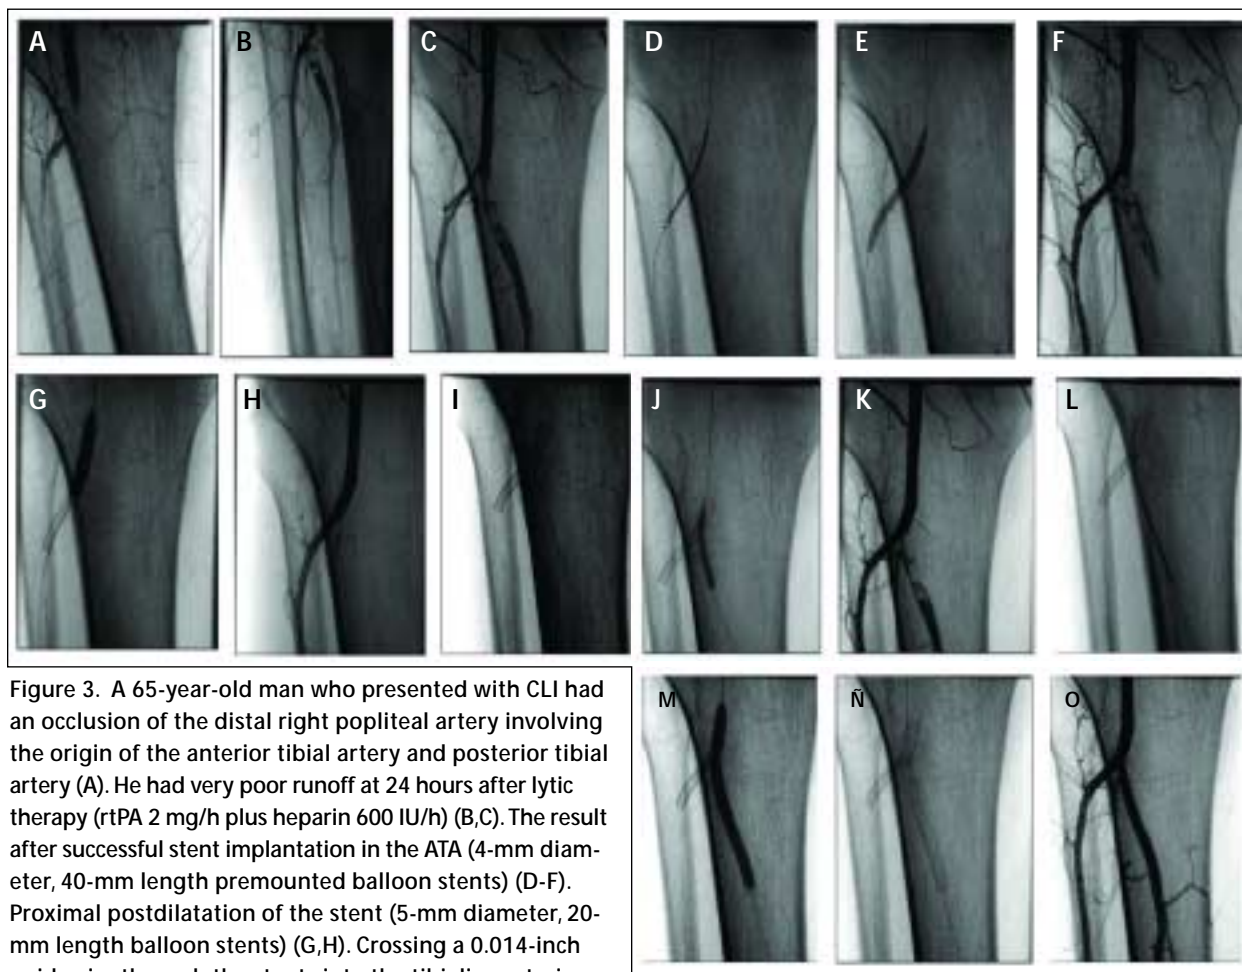 A
B
C
D
E
F
G
H
I
J
K
L
Figure 3. A 65-year-old man who presented with CLI had
an occlusion of the distal right popliteal artery involving
the origin of the anterior tibial artery and posterior tibial
artery (A). He had very poor runoff at 24 hours after lytic
therapy (rtPA 2 mg/h plus heparin 600 IU/h) (B,C). The result
after successful stent implantation in the ATA (4-mm diam-
eter, 40-mm length premounted balloon stents) (D-F).
Proximal postdilatation of the stent (5-mm diameter, 20-
mm length balloon stents) (G,H). Crossing a 0.014-inch
M
Ñ
O